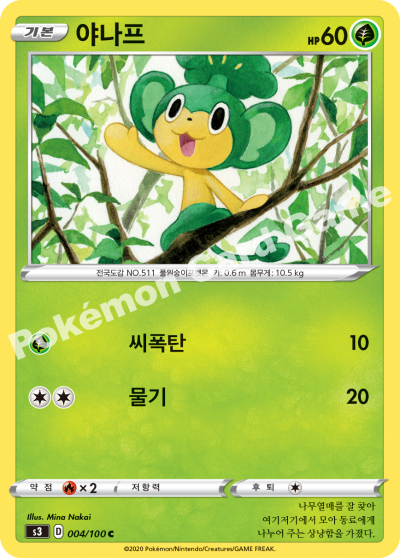 기본 야나프 HP 60
전국도감 NO.511 풀원숭이포켓몬 키: 0.6 m 몸무게: 10.5 kg
Pokémon Card Game
씨폭탄 10
물기 20
약점 ×2 저항력 후퇴
Illus. Mina Nakai
s3 D 004/100 C
나무열매를 잘 찾아
여기저기에서 모아 동료에게
나누어 주는 상냥함을 가졌다.
©2020 Pokémon/Nintendo/Creatures/GAME FREAK.